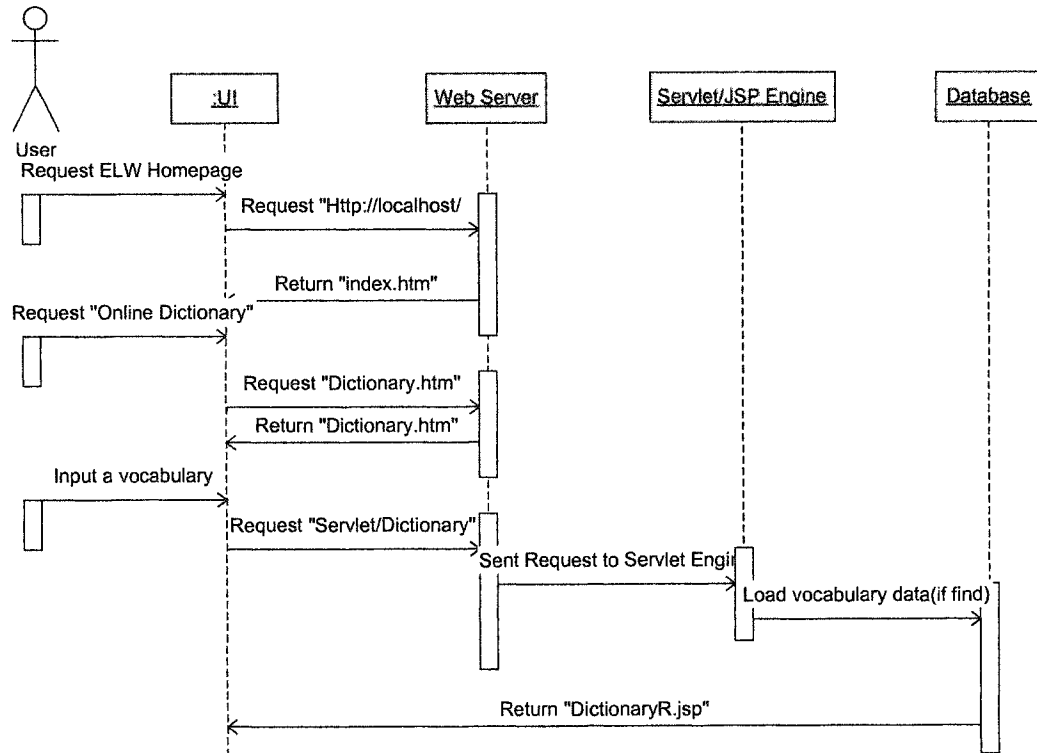 :UI
Web Server
Servlet/JSP Engine
Database
User
Request ELW Homepage
Request "Http://localhost/
Return "index.htm"
Request "Online Dictionary"
Request "Dictionary.htm"
Return "Dictionary.htm"
Input a vocabulary
Request "Servlet/Dictionary"
Sent Request to Servlet Engin
Load vocabulary data(if find)
Return "DictionaryR.jsp"